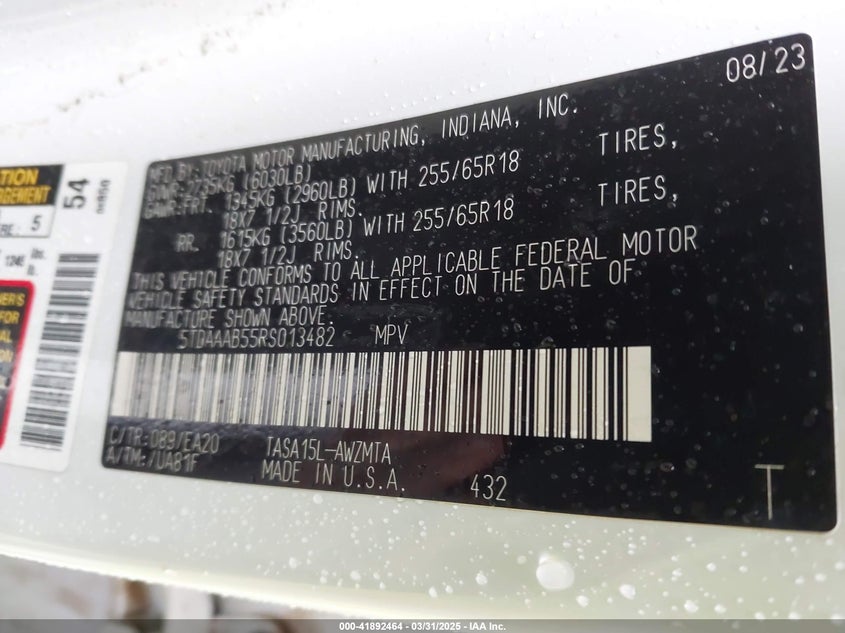 08/23
MFD.BY:TOYOTA MOTOR MANUFACTURING, INDIANA, INC.
2735KG (6030LB)
GAWR:FRT 1345KG (2960LB) WITH 255/65R18 TIRES,
18X7 1/2J RIMS.
RR. 1615KG (3560LB) WITH 255/65R18 TIRES,
18X7 1/2J RIMS.
THIS VEHICLE CONFORMS TO ALL APPLICABLE FEDERAL MOTOR
VEHICLE SAFETY STANDARDS IN EFFECT ON THE DATE OF
MANUFACTURE SHOWN ABOVE.
5TDAAAB55RS013482 MPV
C/TR:089/EA20 TASA15L-AWZMTA
A/TM:/UA81F MADE IN U.S.A. 432
T
54
5
000-41892464 - 03/31/2025 - IAA Inc.